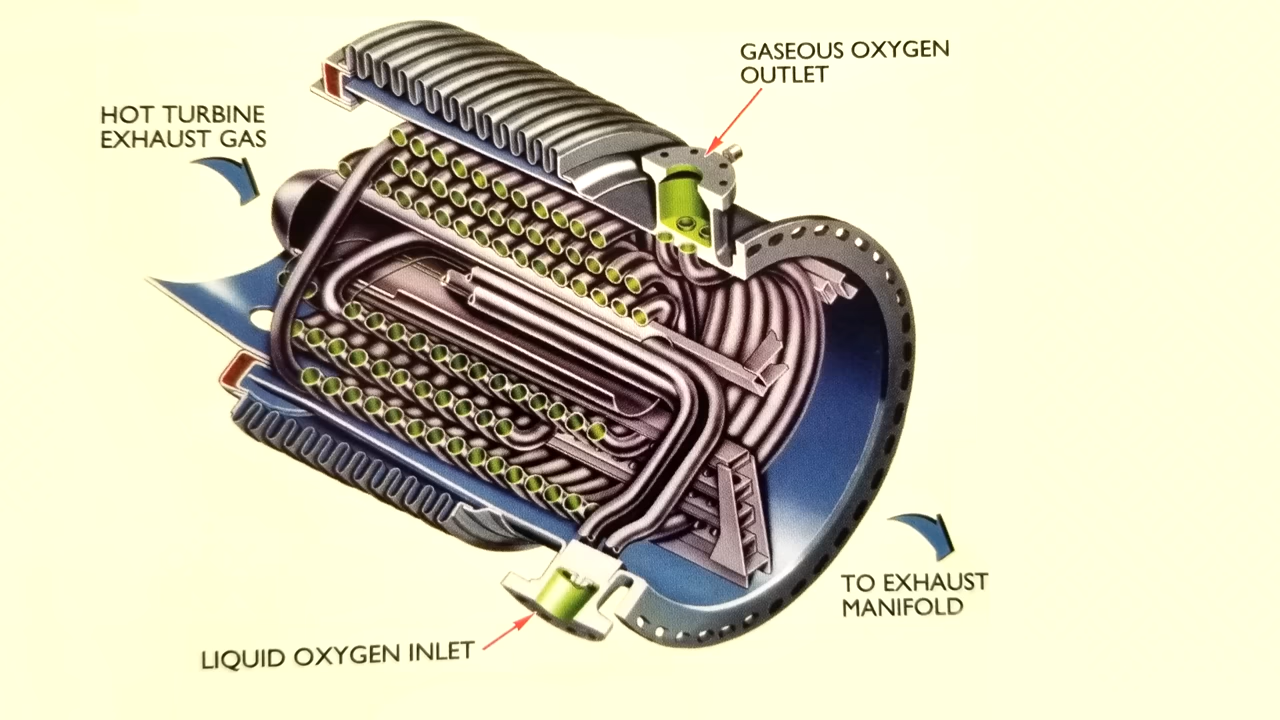 GASEOUS OXYGEN
OUTLET
HOT TURBINE
EXHAUST GAS
TO EXHAUST
MANIFOLD
LIQUID OXYGEN INLET